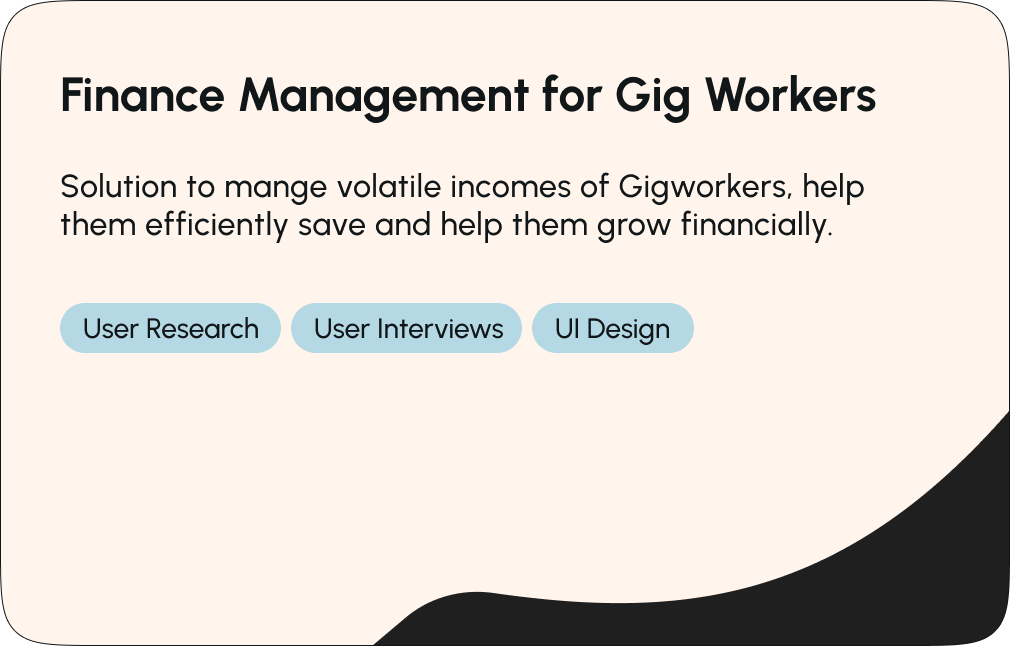 Finance Management for Gig Workers
Solution to mange volatile incomes of Gigworkers, help
them efficiently save and help them grow financially.
User Research
User Interviews
UI Design